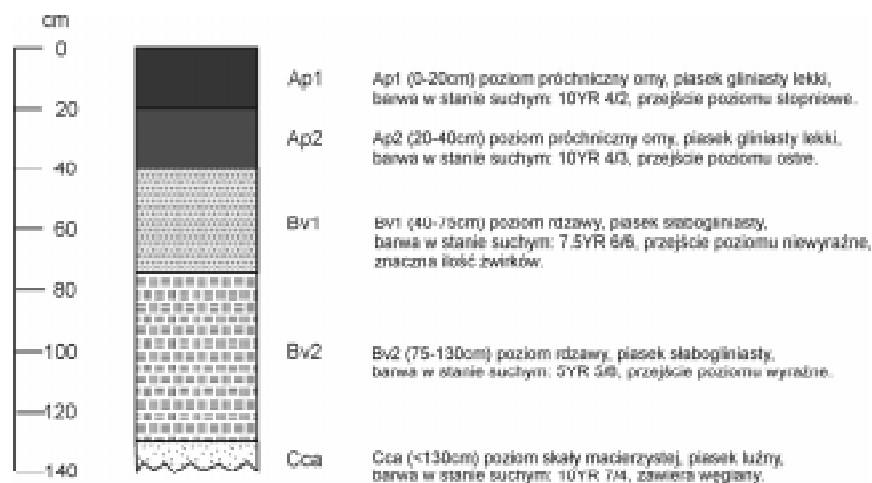 cm
0
20
40
60
80
100
120
140
Ap1
Ap1 (0-20cm) poziom próchniczny orny, piasek gliniasty lekki,
barwa w stanie suchym: 10YR 4/2, przejście poziomu stopniowe.
Ap2
Ap2 (20-40cm) poziom próchniczny orny, piasek gliniasty lekki,
barwa w stanie suchym: 10YR 4/3, przejście poziomu ostre.
Bv1
Bv1 (40-75cm) poziom rdzawy, piasek słabogliniasty,
barwa w stanie suchym: 7.5YR 6/6, przejście poziomu niewyraźne,
znaczna ilość żwirków.
Bv2
Bv2 (75-130cm) poziom rdzawy, piasek słabogliniasty,
barwa w stanie suchym: 5YR przejście poziomu wyraźne.
Cca
Cca (<130cm) poziom skały macierzystej, piasek luźny,
barwa w stanie suchym: 10YR 7/4, zawiera węglany.